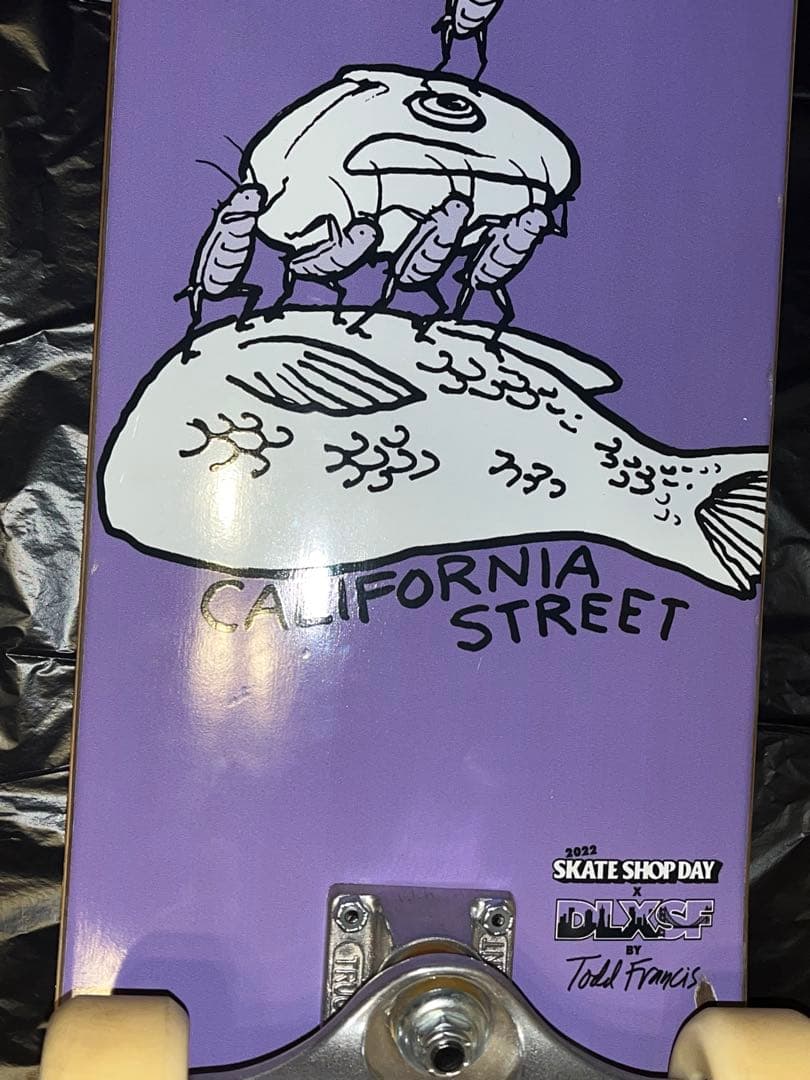 CALIFORNIA
STREET
2022
SKATE SHOP DAY
X
DLXSF
BY
Todd Francis